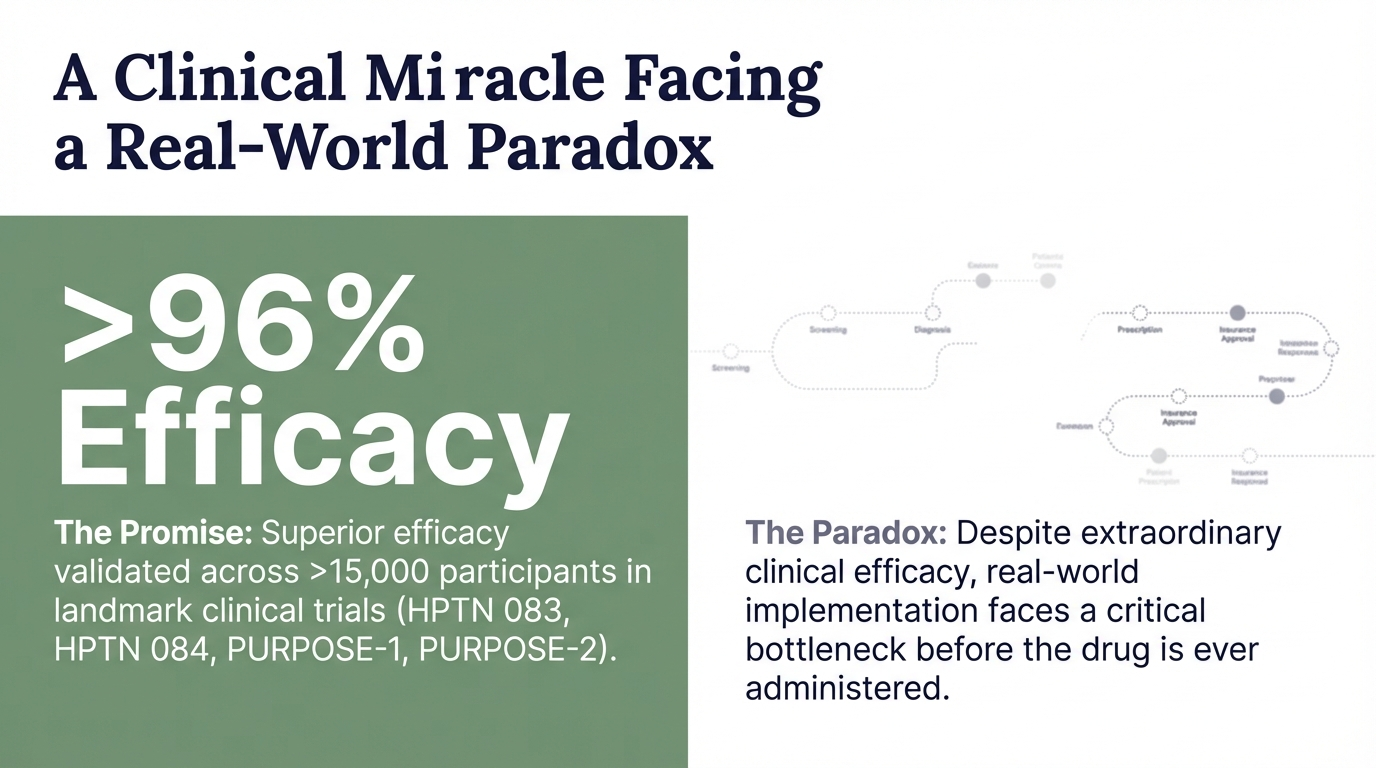 A Clinical Miracle Facing
a Real-World Paradox
>96%
Efficacy
The Promise: Superior efficacy
validated across >15,000 participants in
landmark clinical trials (HPTN 083,
HPTN 084, PURPOSE-1, PURPOSE-2).
Screening
Screening
Diagnosis
Prescription
Insurance
Approval
Insurance
Approval
Patient
Insurance
The Paradox: Despite extraordinary
clinical efficacy, real-world
implementation faces a critical
bottleneck before the drug is ever
administered.